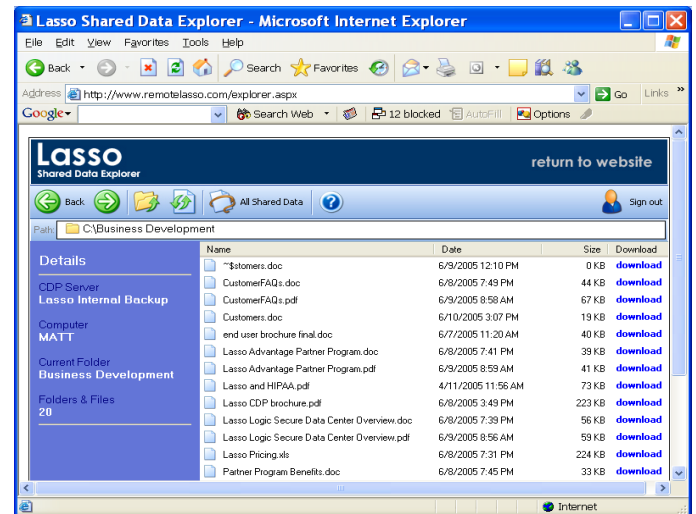 Lasso Shared Data Explorer - Microsoft Internet Explorer
File Edit View Favorites Tools Help
Back Search Favorites
Address http://www.remotelasso.com/explorer.aspx Go Links »
Google Search Web 12 blocked AutoFill Options
Lasso
Shared Data Explorer
return to website
Back All Shared Data ? Sign out
Path: C:\Business Development
Details
CDP Server
Lasso Internal Backup
Computer
MATT
Current Folder
Business Development
Folders & Files
20
Name Date Size Download
~$stomers.doc 6/9/2005 12:10 PM 0 KB download
CustomerFAQs.doc 6/8/2005 7:49 PM 44 KB download
CustomerFAQs.pdf 6/9/2005 8:58 AM 67 KB download
Customers.doc 6/10/2005 3:07 PM 19 KB download
end user brochure final.doc 6/7/2005 11:20 AM 40 KB download
Lasso Advantage Partner Program.doc 6/8/2005 7:41 PM 39 KB download
Lasso Advantage Partner Program.pdf 6/9/2005 8:59 AM 41 KB download
Lasso and HIPAA.pdf 4/11/2005 11:56 AM 73 KB download
Lasso CDP brochure.pdf 6/8/2005 3:49 PM 223 KB download
Lasso Logic Secure Data Center Overview.doc 6/8/2005 7:39 PM 56 KB download
Lasso Logic Secure Data Center Overview.pdf 6/9/2005 8:56 AM 59 KB download
Lasso Pricing.xls 6/8/2005 7:31 PM 224 KB download
Partner Program Benefits.doc 6/8/2005 7:45 PM 33 KB download
Internet